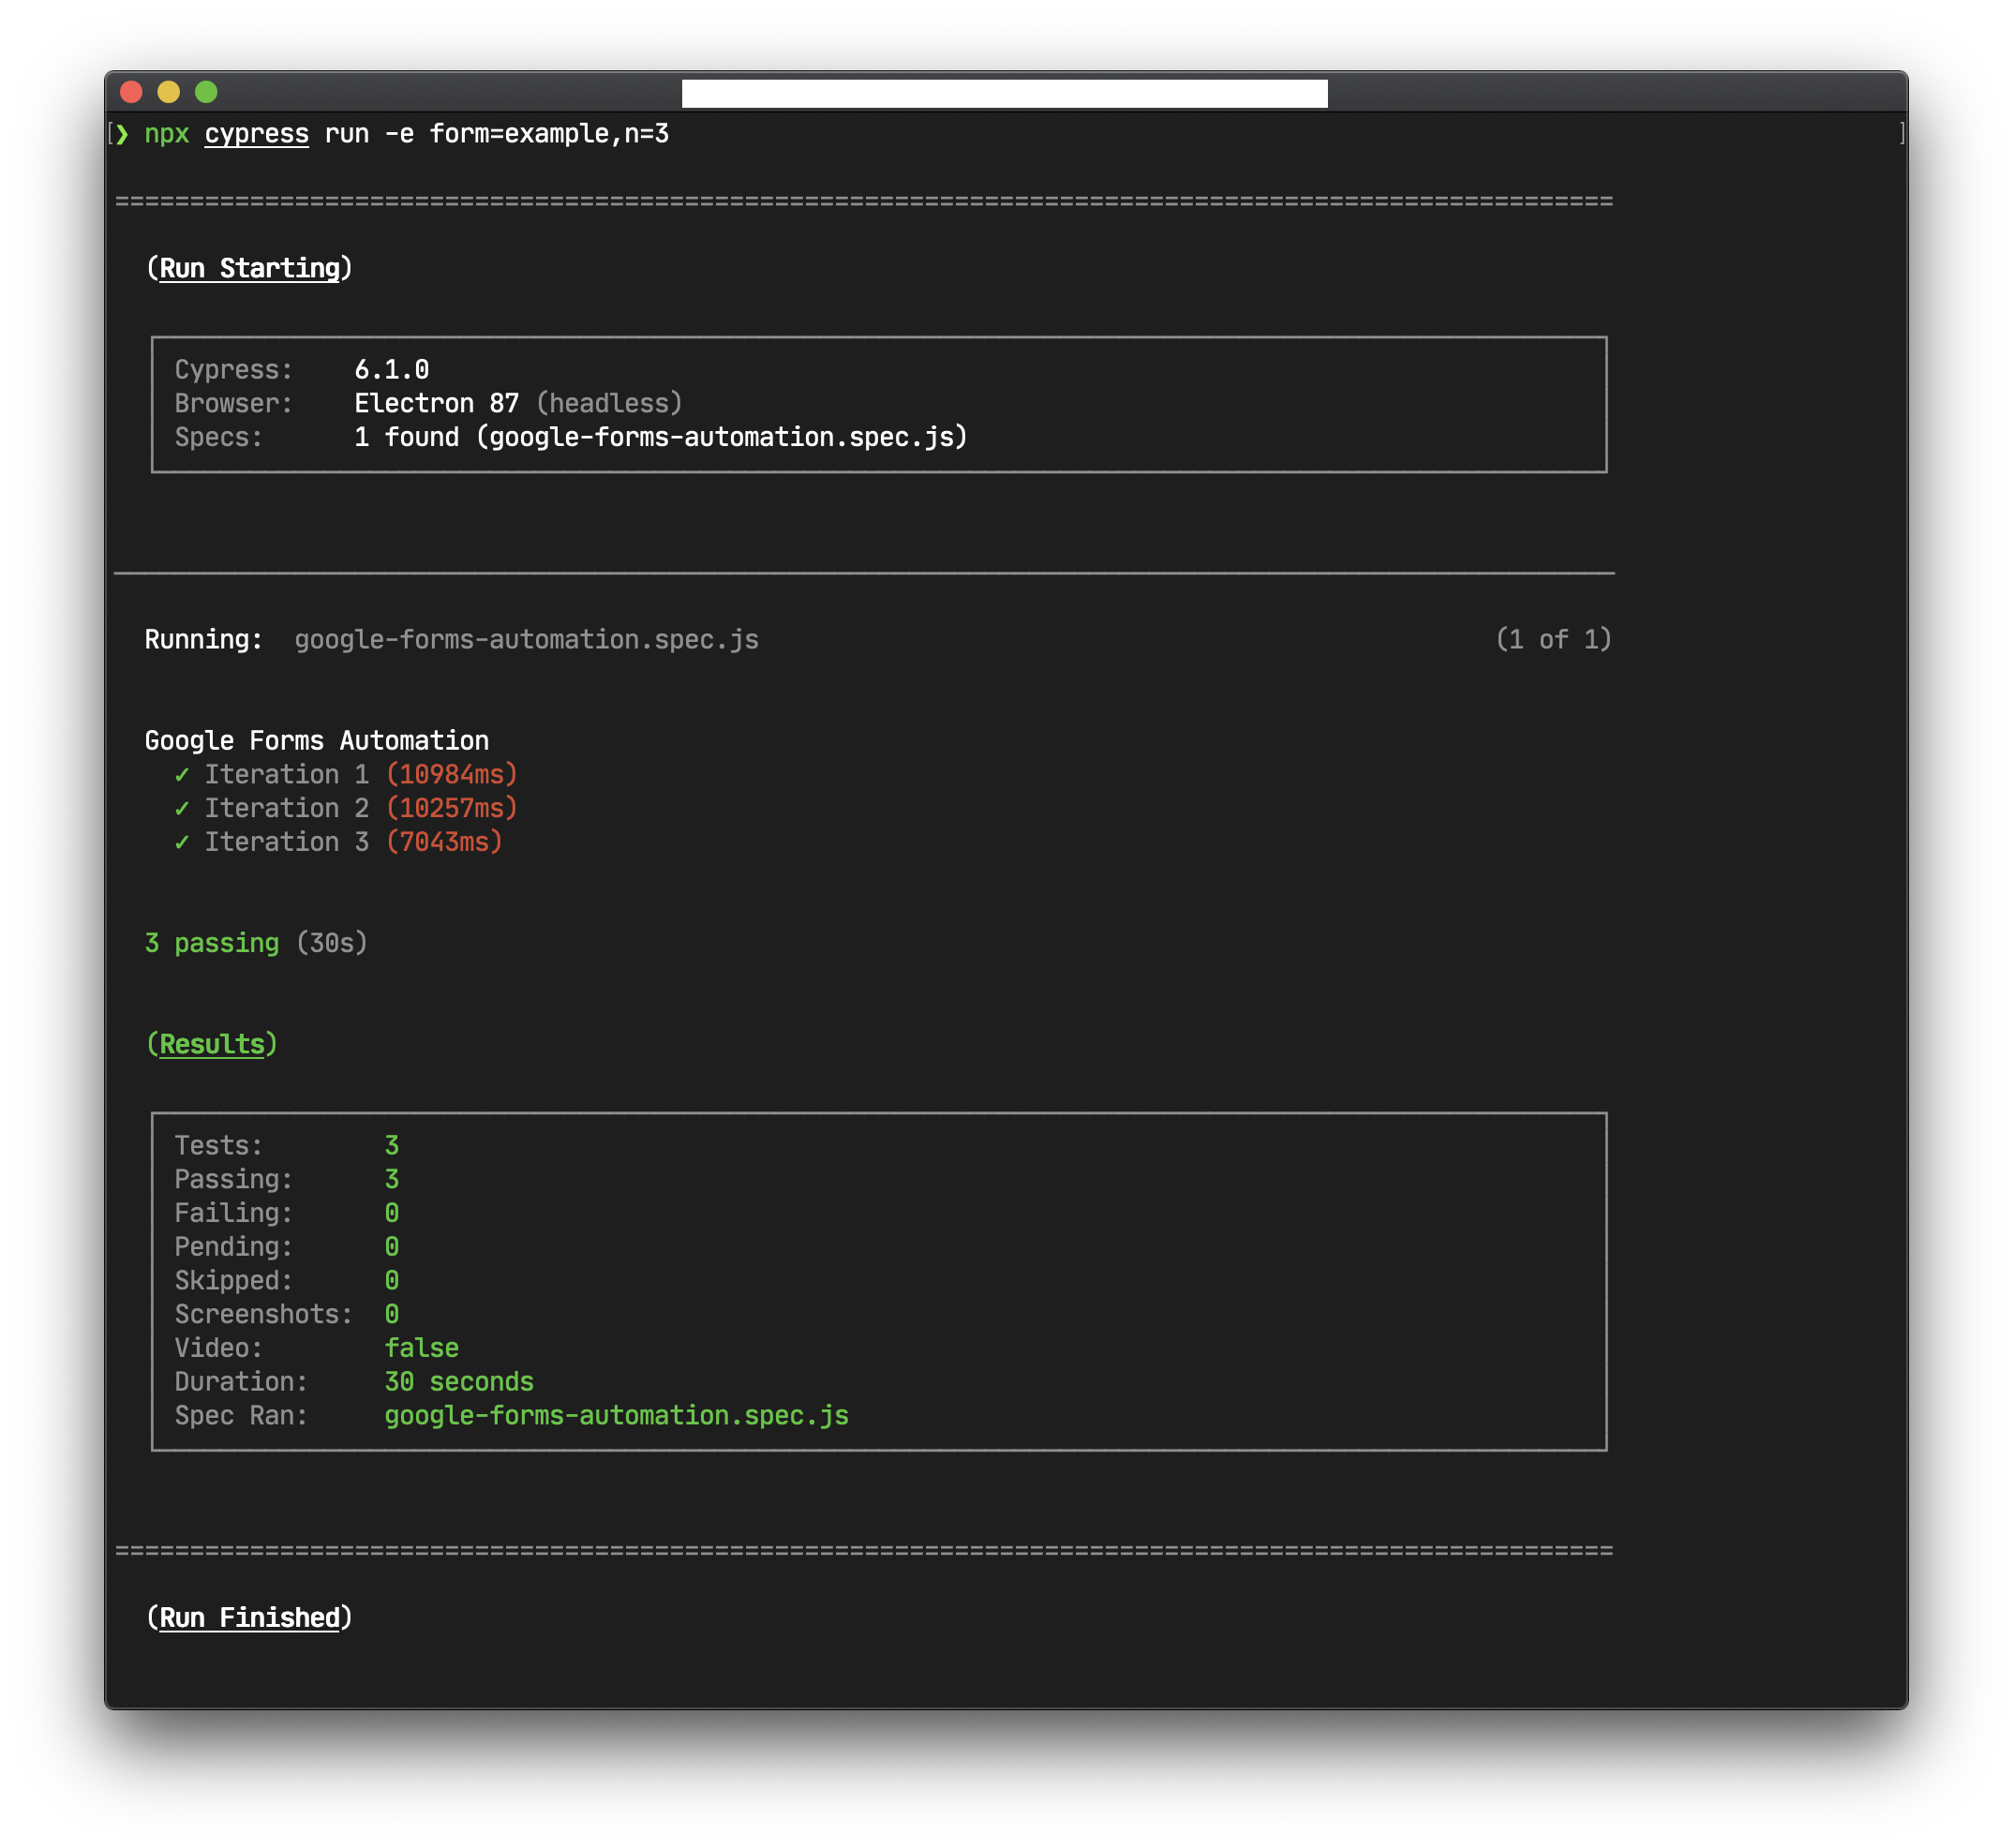 [❯ npx cypress run -e form=example,n=3 ]
====================================================================================================
(Run Starting)
Cypress: 6.1.0
Browser: Electron 87 (headless)
Specs: 1 found (google-forms-automation.spec.js)
Running: google-forms-automation.spec.js (1 of 1)
Google Forms Automation
✓ Iteration 1 (10984ms)
✓ Iteration 2 (10257ms)
✓ Iteration 3 (7043ms)
3 passing (30s)
(Results)
Tests: 3
Passing: 3
Failing: 0
Pending: 0
Skipped: 0
Screenshots: 0
Video: false
Duration: 30 seconds
Spec Ran: google-forms-automation.spec.js
====================================================================================================
(Run Finished)